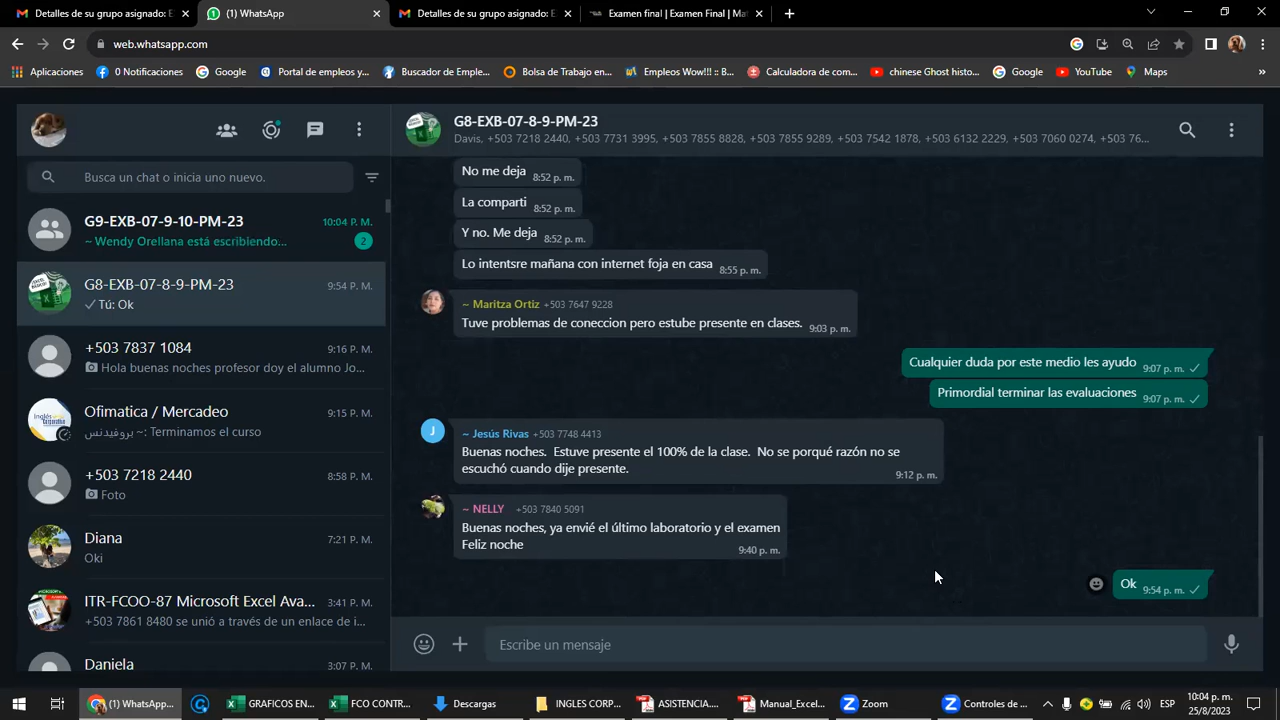 Detalles de su grupo asignado: E
(1) WhatsApp
Detalles de su grupo asignado: E
Examen final | Examen Final | Ma
web.whatsapp.com
Aplicaciones
0 Notificaciones
Google
Portal de empleos y...
Buscador de Emple...
Bolsa de Trabajo en...
Empleos Wow!!! :: B...
Calculadora de com...
chinese Ghost histo...
Google
YouTube
Maps
Busca un chat o inicia uno nuevo.
G9-EXB-07-9-10-PM-23
10:04 P. M.
~ Wendy Orellana está escribiendo...
2
G8-EXB-07-8-9-PM-23
9:54 P. M.
Tú: Ok
+503 7837 1084
9:16 P. M.
Hola buenas noches profesor doy el alumno Jo...
Ofimatica / Mercadeo
9:15 P. M.
بروفيدنس ~: Terminamos el curso
+503 7218 2440
8:58 P. M.
Foto
Diana
7:21 P. M.
Oki
ITR-FCOO-87 Microsoft Excel Ava...
3:41 P. M.
+503 7861 8480 se unió a través de un enlace de i...
Daniela
3:07 P. M.
G8-EXB-07-8-9-PM-23
Davis, +503 7218 2440, +503 7731 3995, +503 7855 8828, +503 7855 9289, +503 7542 1878, +503 6132 2229, +503 7060 0274, +503 76...
No me deja
8:52 p. m.
La comparti
8:52 p. m.
Y no. Me deja
8:52 p. m.
Lo intentsre mañana con internet foja en casa
8:55 p. m.
~ Maritza Ortiz +503 7647 9228
Tuve problemas de coneccion pero estube presente en clases.
9:03 p. m.
Cualquier duda por este medio les ayudo
9:07 p. m.
Primordial terminar las evaluaciones
9:07 p. m.
J
~ Jesús Rivas +503 7748 4413
Buenas noches. Estuve presente el 100% de la clase. No se porqué razón no se
escuchó cuando dije presente.
9:12 p. m.
~ NELLY +503 7840 5091
Buenas noches, ya envié el último laboratorio y el examen
Feliz noche
9:40 p. m.
Ok
9:54 p. m.
Escribe un mensaje
(1) WhatsApp...
GRAFICOS EN...
FCO CONTR...
Descargas
INGLES CORP...
ASISTENCIA....
Manual_Excel...
Zoom
Controles de ...
ESP
10:04 p. m.
25/8/2023